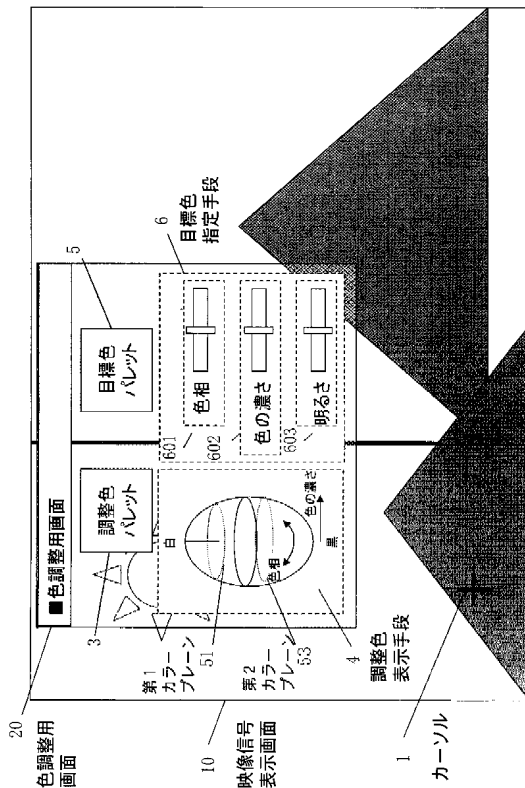 20
色調整用
画面
■色調整用画面
3
調整色
パレット
目標色
パレット
5
6
目標色
指定手段
白
黒
色相
色の濃さ
601
色相
602
色の濃さ
603
明るさ
第1
カラー
プレーン
51
第2
カラー
プレーン
53
4
調整色
表示手段
10
映像信号
表示画面
1
カーソル